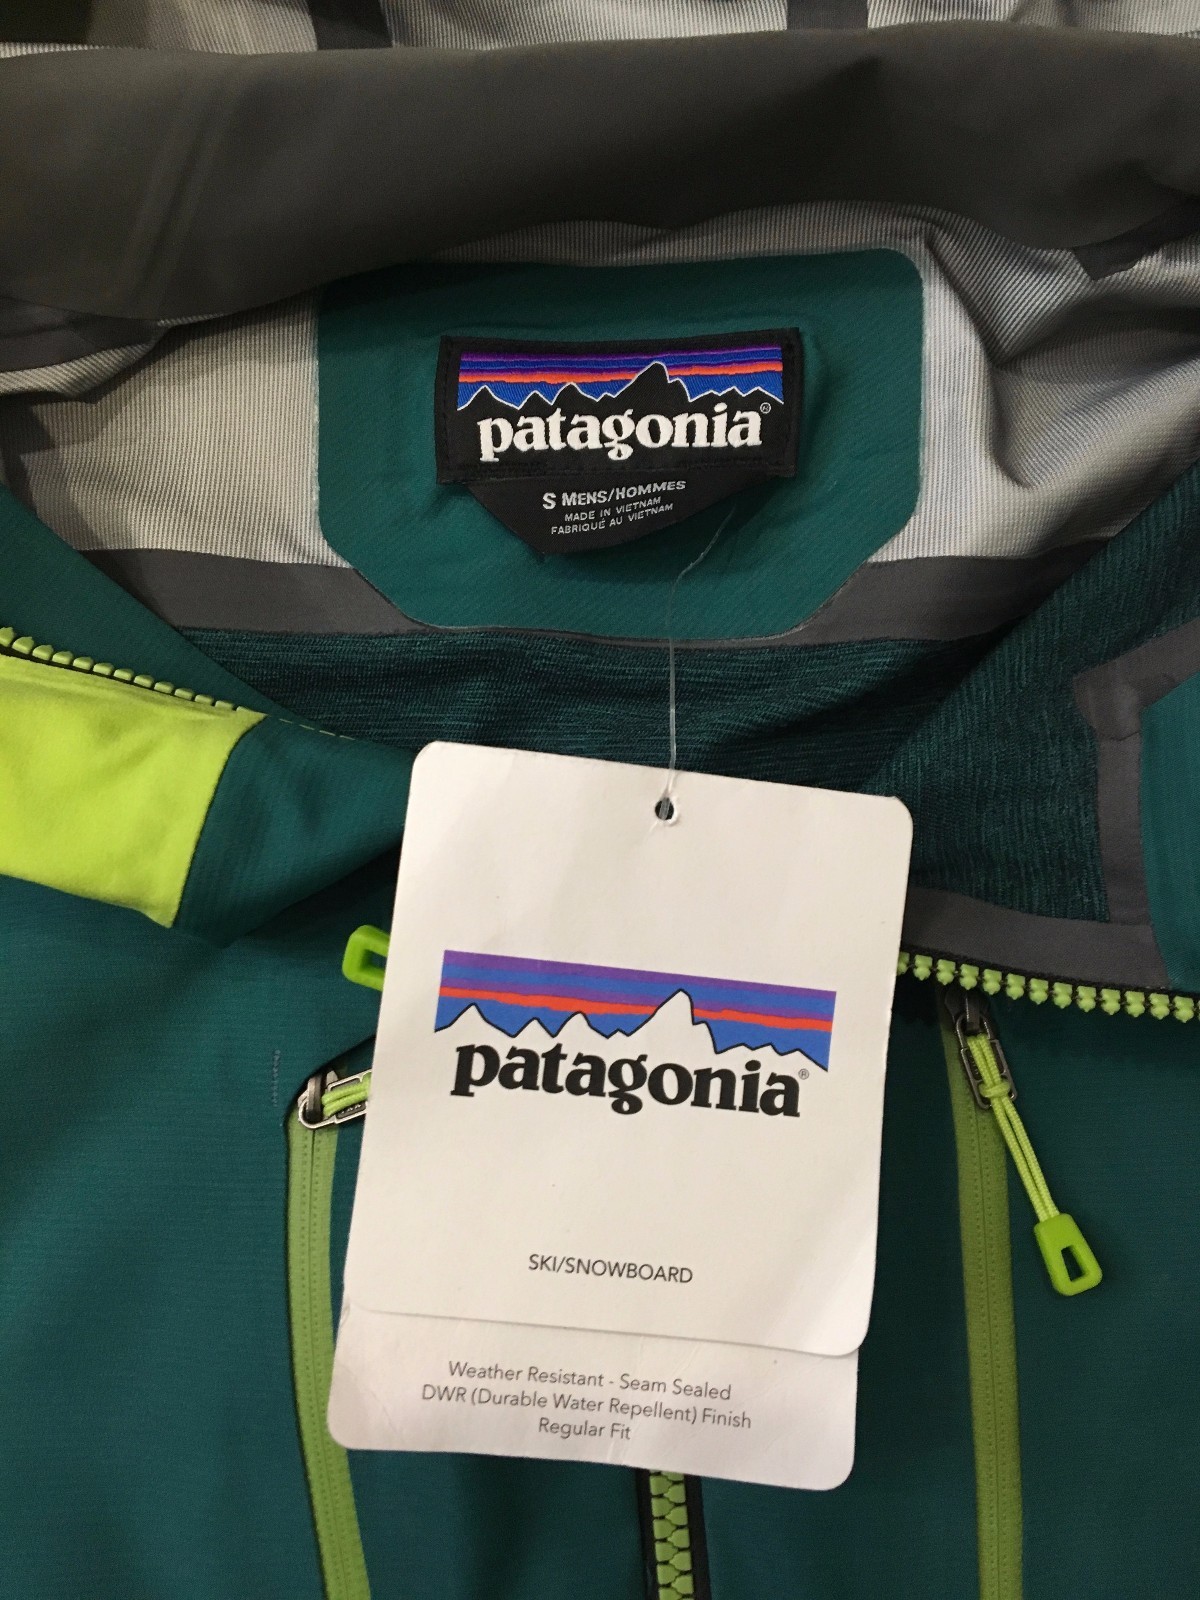 patagonia®
S MENS/HOMMES
MADE IN VIETNAM
FABRIQUÉ AU VIETNAM
patagonia®
SKI/SNOWBOARD
Weather Resistant - Seam Sealed
DWR (Durable Water Repellent) Finish
Regular Fit